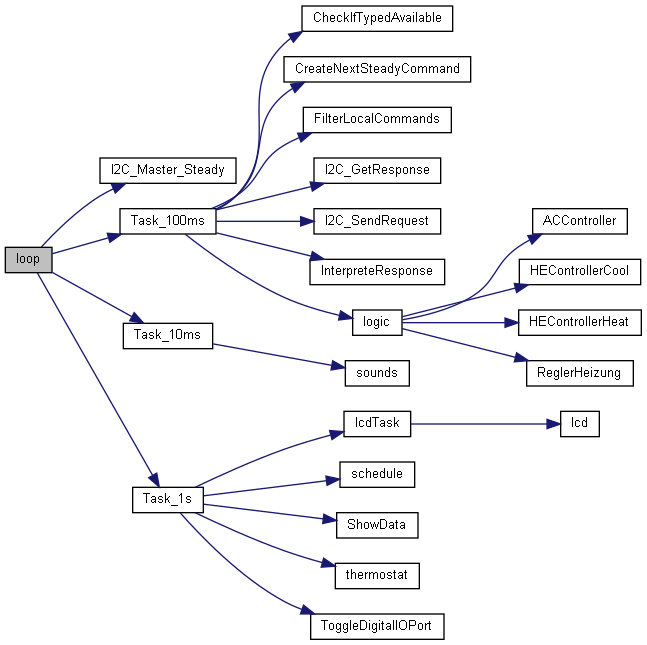 CheckIfTypedAvailable
CreateNextSteadyCommand
FilterLocalCommands
I2C_Master_Steady
I2C_GetResponse
Task_100ms
I2C_SendRequest
ACController
loop
InterpreteResponse
HEControllerCool
logic
HEControllerHeat
Task_10ms
sounds
ReglerHeizung
lcdTask
lcd
schedule
Task_1s
ShowData
thermostat
ToggleDigitalIOPort